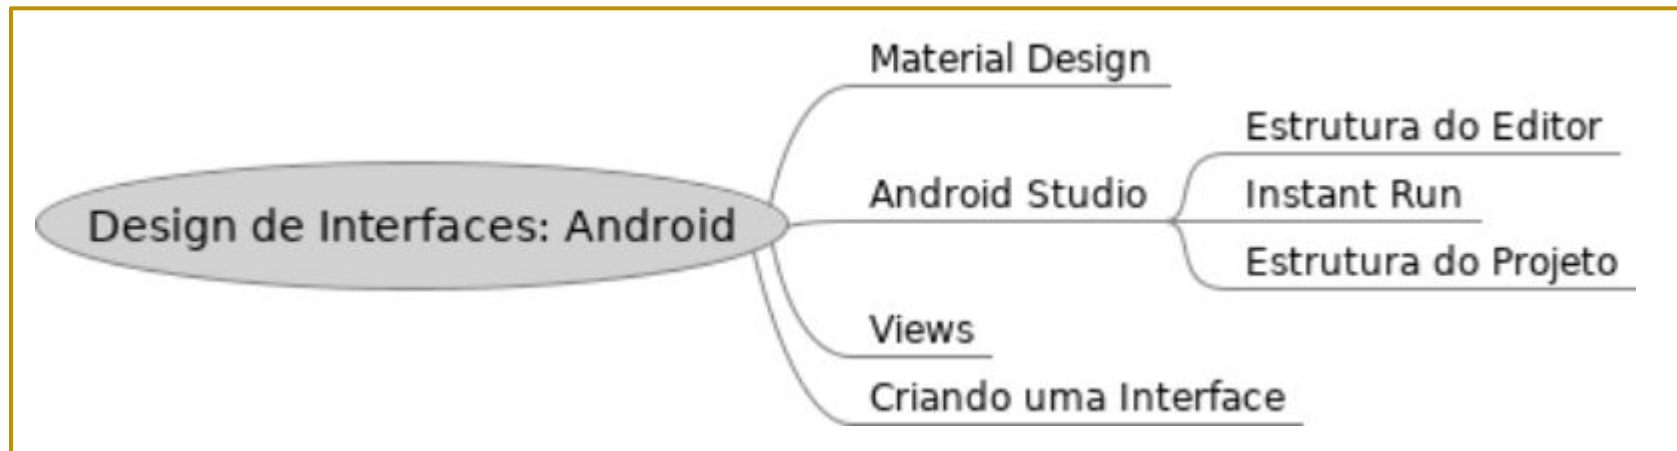 Design de Interfaces: Android
Material Design
Android Studio
Estrutura do Editor
Instant Run
Estrutura do Projeto
Views
Criando uma Interface